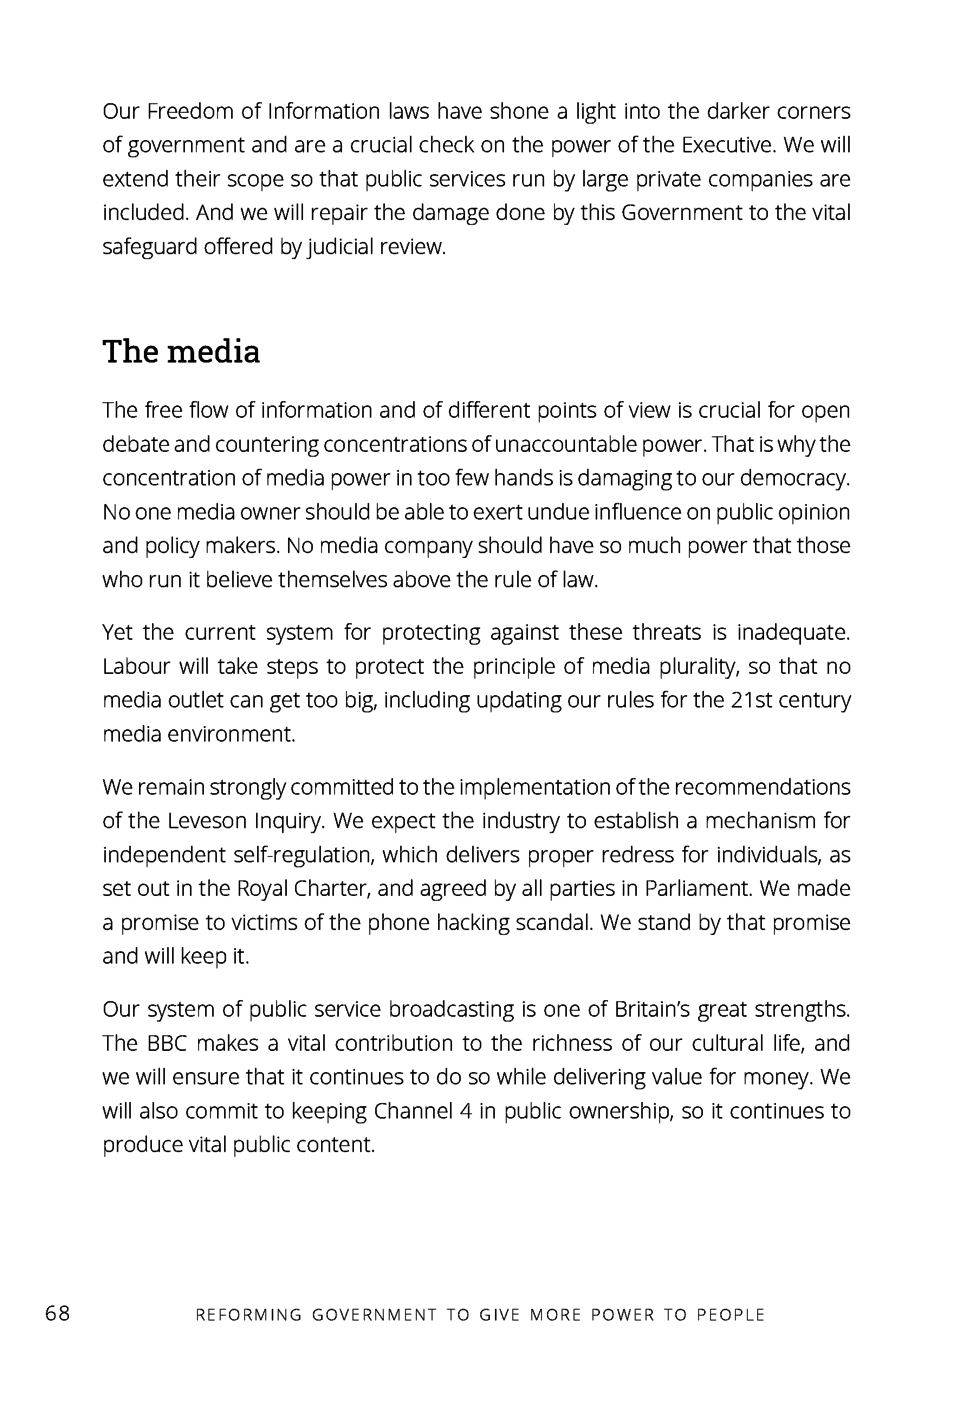 Our Freedom of Information laws have shone a light into the darker corners
of government and are a crucial check on the power of the Executive. We will
extend their scope so that public services run by large private companies are
included. And we will repair the damage done by this Government to the vital
safeguard offered by judicial review.
The media
The free flow of information and of different points of view is crucial for open
debate and countering concentrations of unaccountable power. That is why the
concentration of media power in too few hands is damaging to our democracy.
No one media owner should be able to exert undue influence on public opinion
and policy makers. No media company should have so much power that those
who run it believe themselves above the rule of law.
Yet the current system for protecting against these threats is inadequate.
Labour will take steps to protect the principle of media plurality, so that no
media outlet can get too big, including updating our rules for the 21st century
media environment.
We remain strongly committed to the implementation of the recommendations
of the Leveson Inquiry. We expect the industry to establish a mechanism for
independent self-regulation, which delivers proper redress for individuals, as
set out in the Royal Charter, and agreed by all parties in Parliament. We made
a promise to victims of the phone hacking scandal. We stand by that promise
and will keep it.
Our system of public service broadcasting is one of Britain’s great strengths.
The BBC makes a vital contribution to the richness of our cultural life, and
we will ensure that it continues to do so while delivering value for money. We
will also commit to keeping Channel 4 in public ownership, so it continues to
produce vital public content.
68 REFORMING GOVERNMENT TO GIVE MORE POWER TO PEOPLE